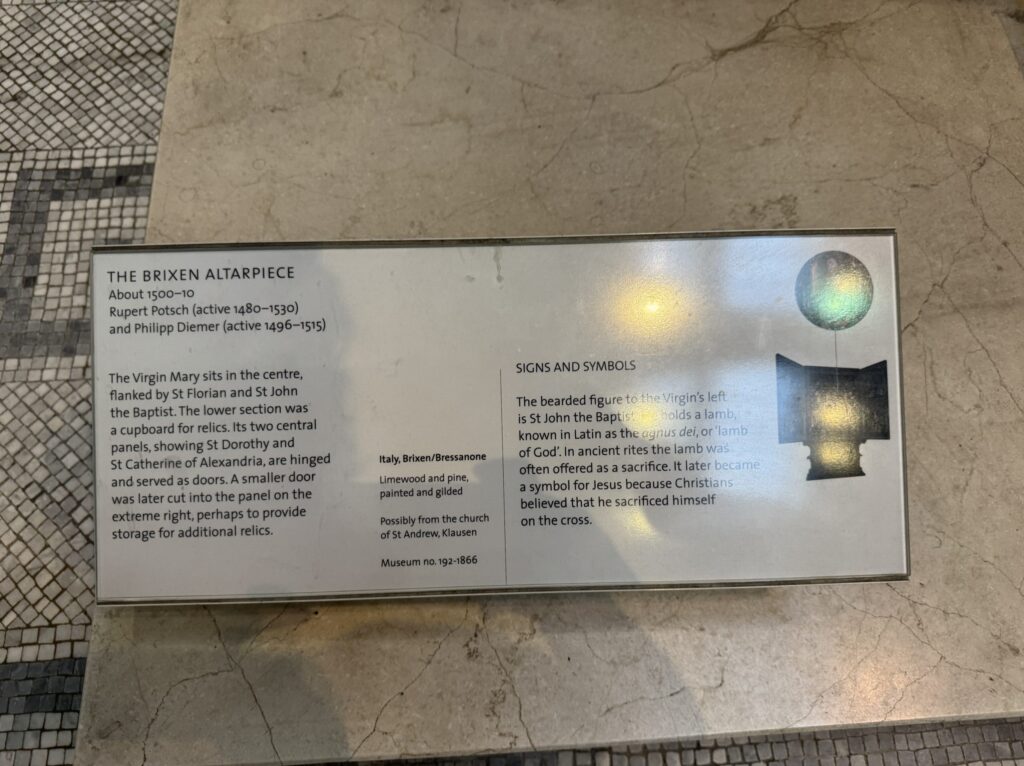 THE BRIXEN ALTARPIECE
About 1500–10
Rupert Potsch (active 1480–1530)
and Philipp Diemer (active 1496–1515)
The Virgin Mary sits in the centre,
flanked by St Florian and St John
the Baptist. The lower section was
a cupboard for relics. Its two central
panels, showing St Dorothy and
St Catherine of Alexandria, are hinged
and served as doors. A smaller door
was later cut into the panel on the
extreme right, perhaps to provide
storage for additional relics.
Italy, Brixen/Bressanone
Limewood and pine,
painted and gilded
Possibly from the church
of St Andrew, Klausen
Museum no. 192-1866
SIGNS AND SYMBOLS
The bearded figure to the Virgin's left
is St John the Baptist. holds a lamb,
known in Latin as the agnus dei, or 'lamb
of God'. In ancient rites the lamb was
often offered as a sacrifice. It later became
a symbol for Jesus because Christians
believed that he sacrificed himself
on the cross.